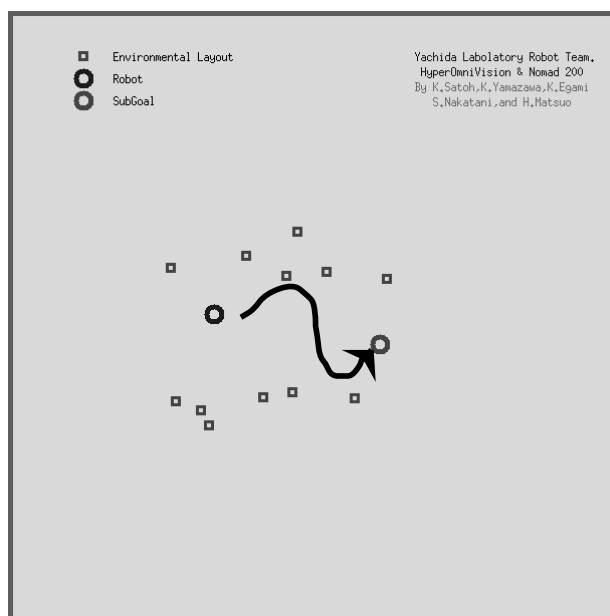 Environmental Layout
Robot
SubGoal
Yachida Labolatory Robot Team.
HyperOmniVision & Nomad 200
By K.Satoh,K.Yamazawa,K.Egami
S.Nakatani,and H.Matsuo